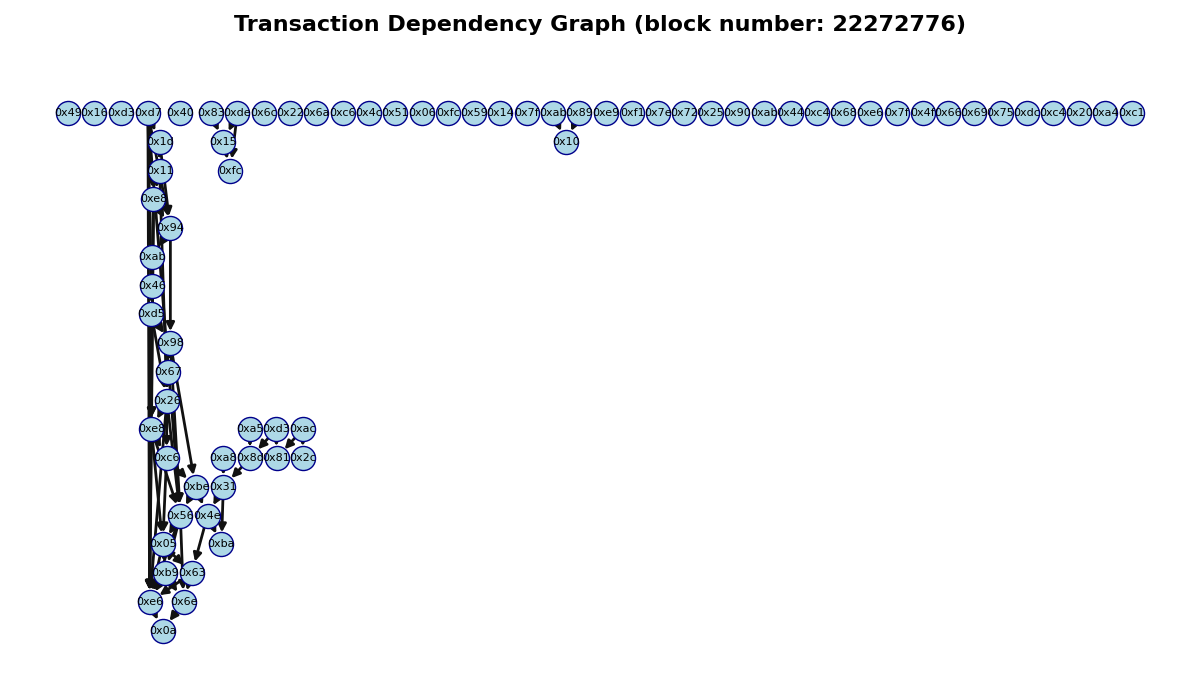 Transaction Dependency Graph (block number: 22272776)
0x49 0x16 0xd3 0xd7 0x40 0x83 0xde 0x6c 0x22 0x6a 0xc6 0x4c 0x51 0x06 0xfc 0x59 0x14 0x7f 0xab 0x89 0xe9 0xf1 0x7e 0x72 0x25 0x90 0xab 0x44 0xc4 0x68 0xe6 0x7f 0x4f 0x66 0x69 0x75 0xdc 0xc4 0x20 0xa4 0xc1
0x1d 0x15 0x10
0x11 0xfc
0xe8
0x94
0xab
0x46
0xd5
0x98
0x67
0x26
0xe8 0xa5 0xd3 0xac
0xc6 0xa8 0x8d 0x81 0x2c
0xbe 0x31
0x56 0x4e
0x05 0xba
0xb9 0x63
0xe6 0x6e
0x0a